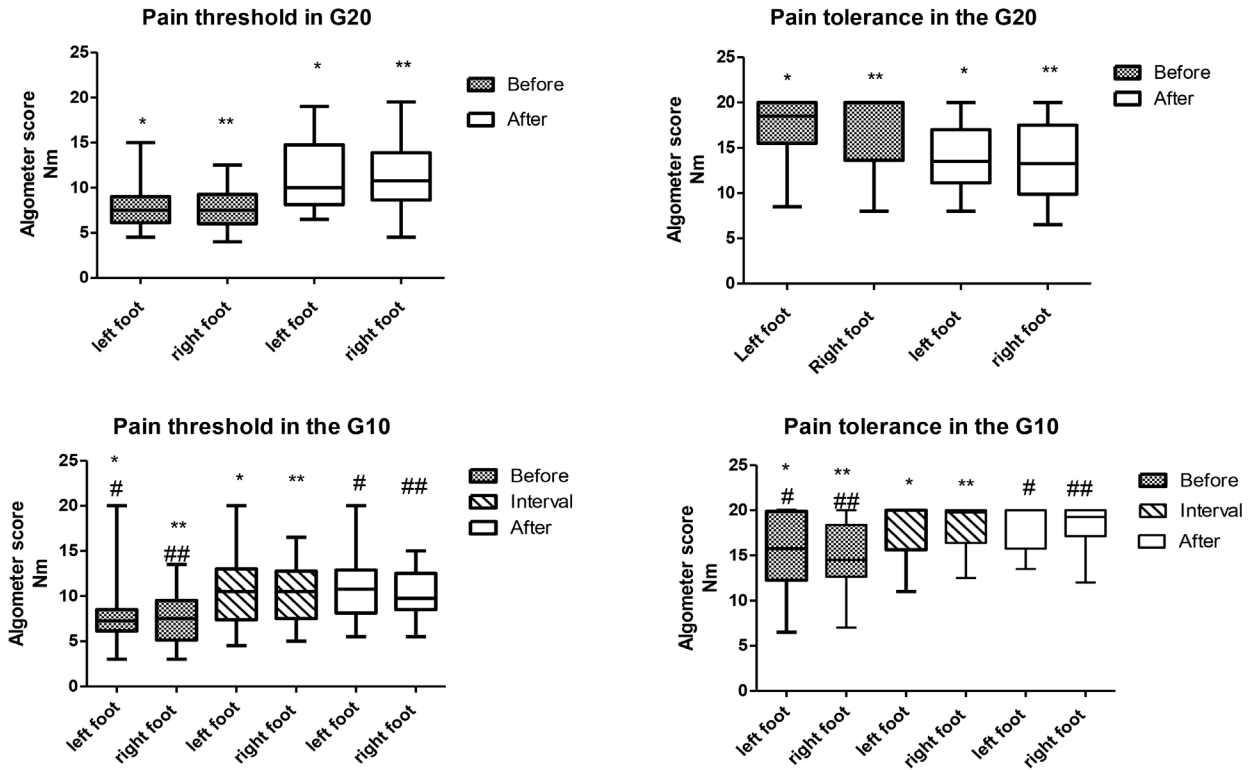 Pain threshold in G20
25
20
15
10
5
0
Algometer score
Nm
* ** * **
Before
After
left foot
right foot
left foot
right foot
Pain tolerance in the G20
25
20
15
10
5
0
Algometer score
Nm
* ** * **
Before
After
Left foot
Right foot
left foot
right foot
Pain threshold in the G10
25
20
15
10
5
0
Algometer score
Nm
* * ** # ##
#
**
##
Before
Interval
After
left foot
right foot
left foot
right foot
left foot
right foot
Pain tolerance in the G10
25
20
15
10
5
0
Algometer score
Nm
* ** * ** # ##
# ##
Before
Interval
After
left foot
right foot
left foot
right foot
left foot
right foot